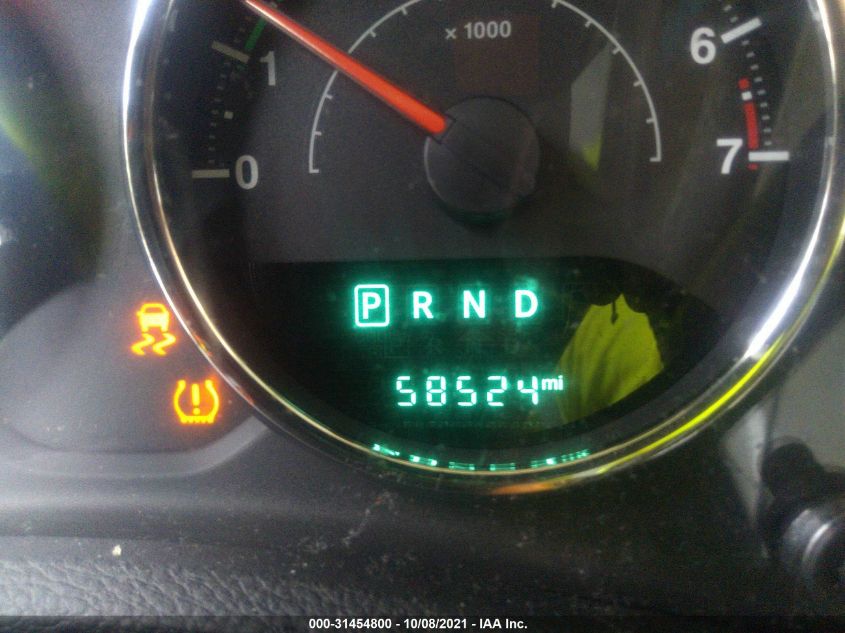 x 1000
6
1
0
7
P R N D
58524 mi
000-31454800 - 10/08/2021 - IAA Inc.